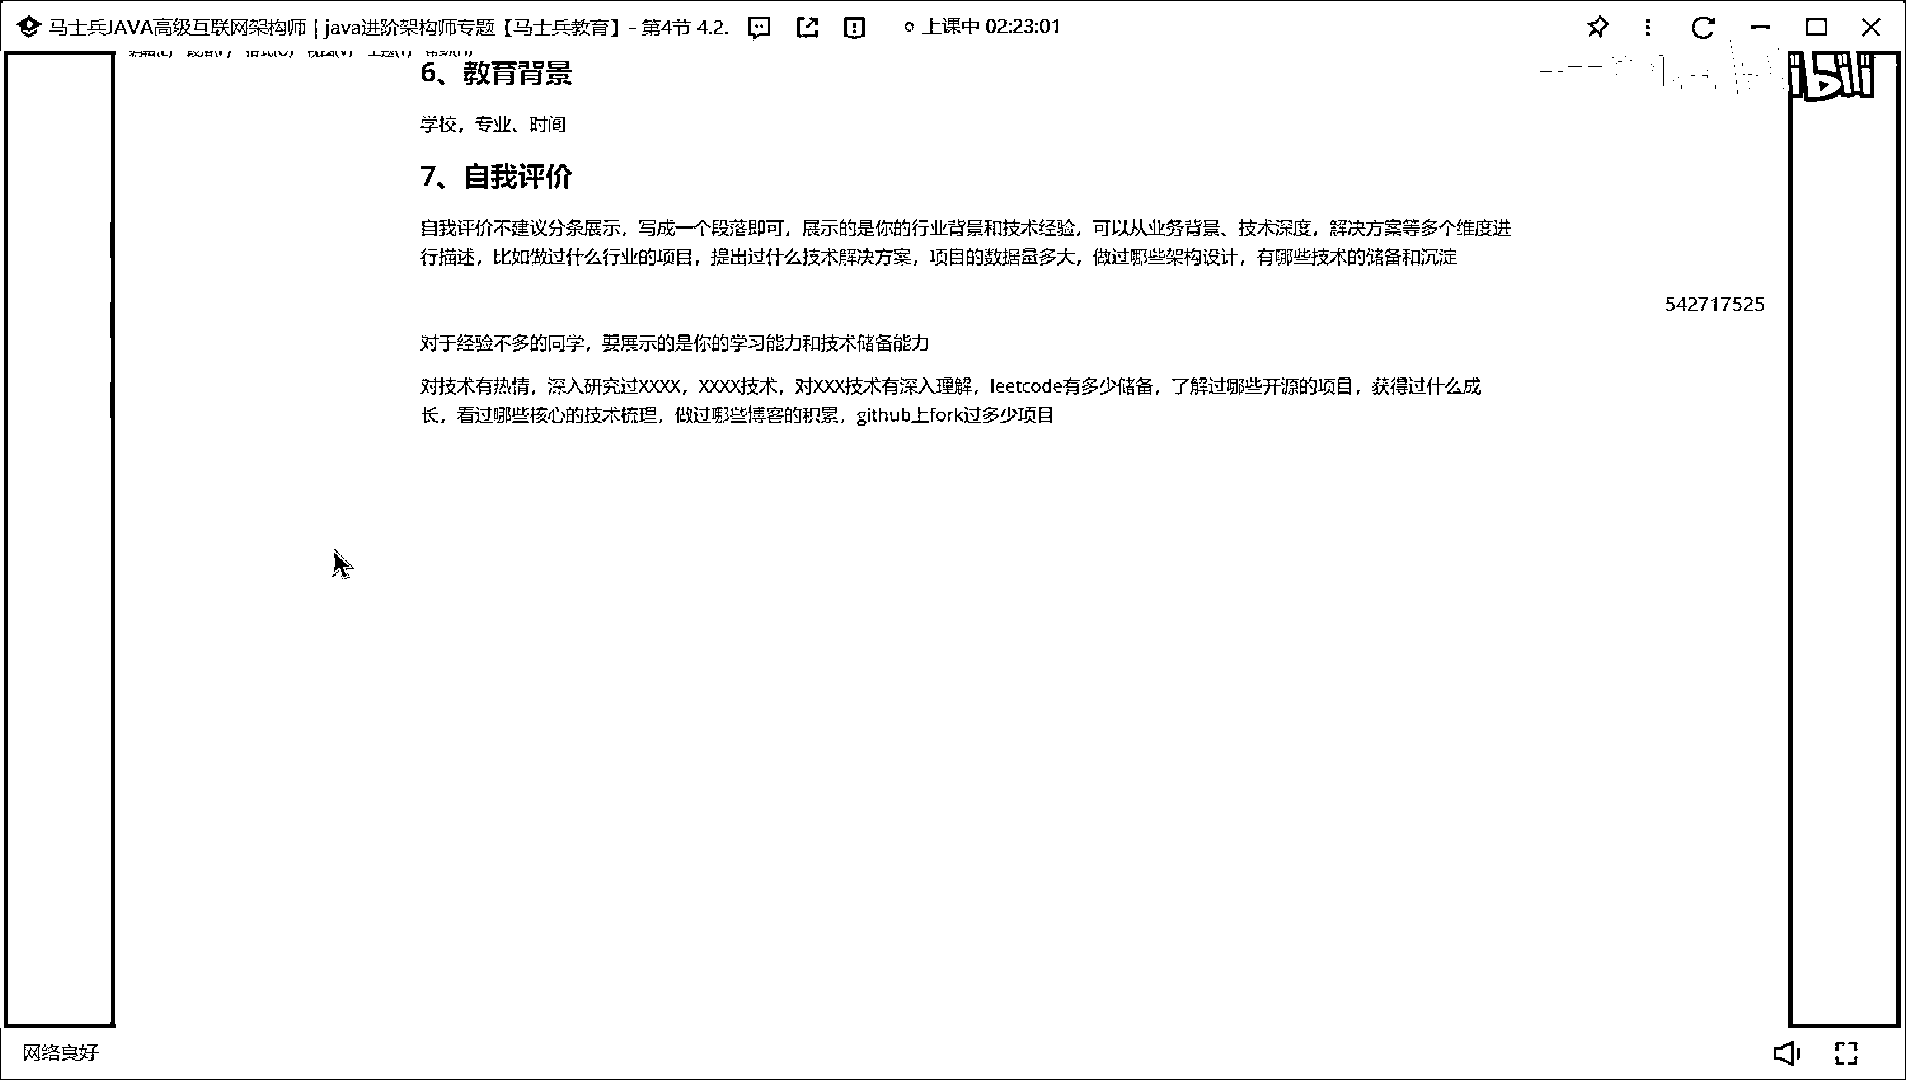 马士兵JAVA高级互联网架构师 | java进阶架构师专题【马士兵教育】- 第4节 4.2.
上课中 02:23:01
6、教育背景
学校，专业、时间
7、自我评价
自我评价不建议分条展示，写成一个段落即可，展示的是你的行业背景和技术经验，可以从业务背景、技术深度，解决方案等多个维度进
行描述，比如做过什么行业的项目，提出过什么技术解决方案，项目的数据量多大，做过哪些架构设计，有哪些技术的储备和沉淀
542717525
对于经验不多的同学，要展示的是你的学习能力和技术储备能力
对技术有热情，深入研究过XXXX，XXXX技术，对XXX技术有深入理解，leetcode有多少储备，了解过哪些开源的项目，获得过什么成
长，看过哪些核心的技术梳理，做过哪些博客的积累，github上fork过多少项目
网络良好